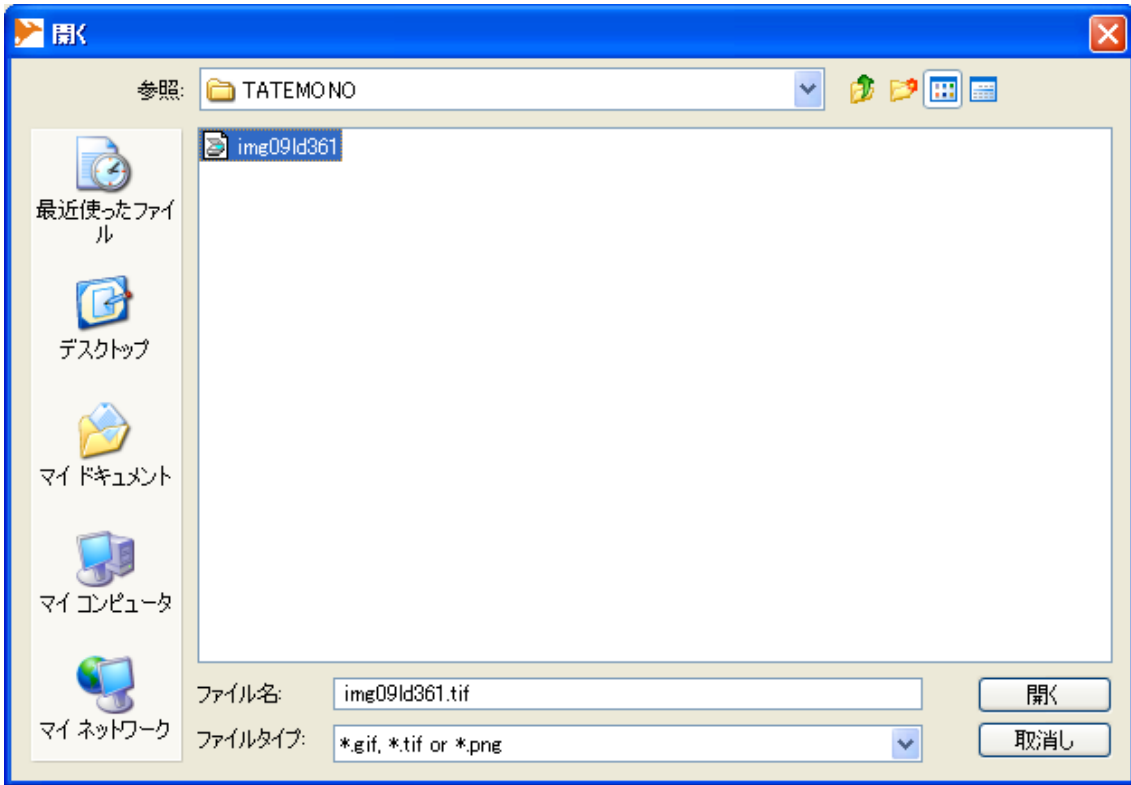 開く
参照:
TATEMONO
img09ld361
最近使ったファイ
ル
デスクトップ
マイ ドキュメント
マイ コンピュータ
マイ ネットワーク
ファイル名:
img09ld361.tif
開く
ファイルタイプ:
*.gif, *.tif or *.png
取消し